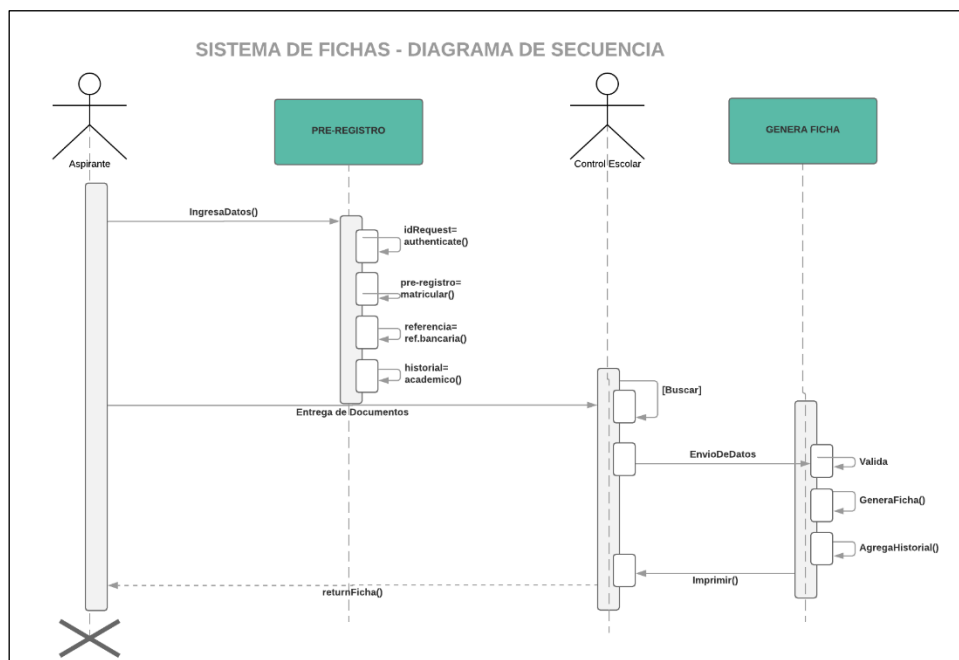 SISTEMA DE FICHAS - DIAGRAMA DE SECUENCIA
Aspirante
PRE-REGISTRO
Control Escolar
GENERA FICHA
IngresaDatos()
idRequest=
authenticate()
pre-registro=
matricular()
referencia=
ref.bancaria()
historial=
academico()
[Buscar]
Entrega de Documentos
EnvioDeDatos
Valida
GeneraFicha()
AgregaHistorial()
Imprimir()
returnFicha()